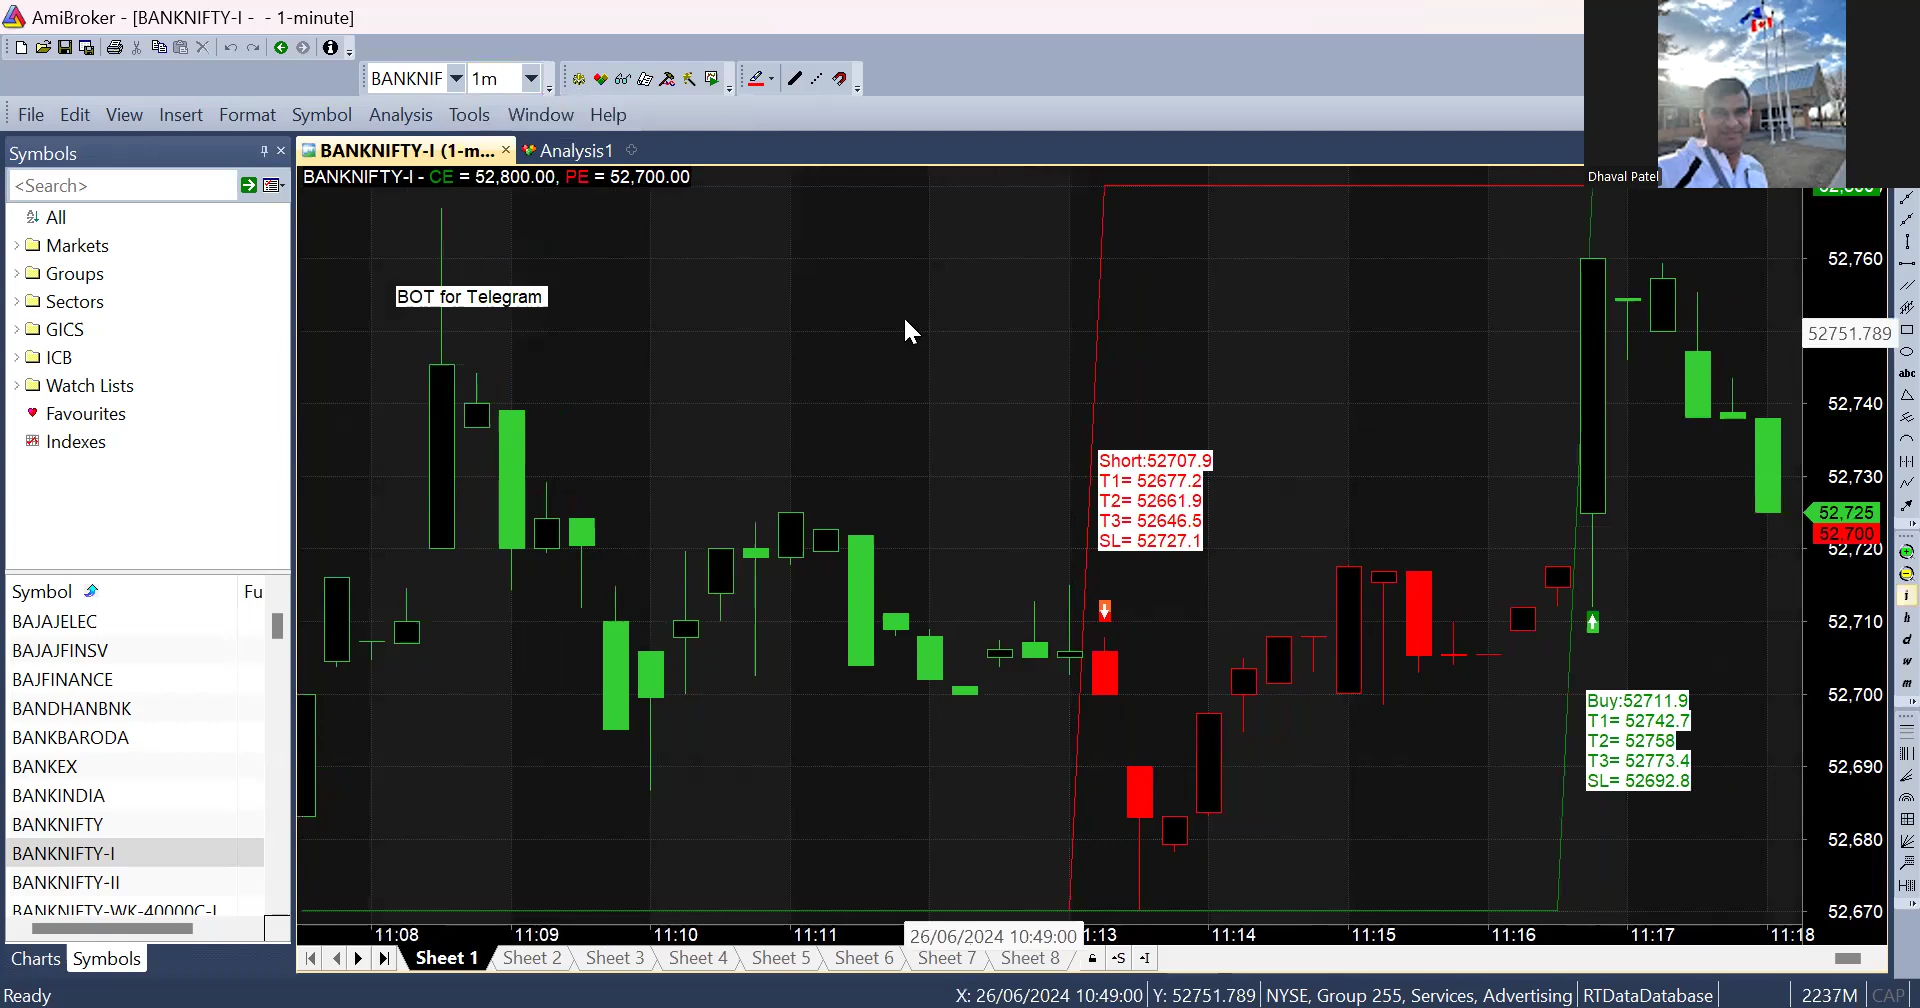 AmiBroker - [BANKNIFTY-I - - 1-minute]
BANKNIF 1m
File Edit View Insert Format Symbol Analysis Tools Window Help
Dhaval Patel
Symbols
BANKNIFTY-I (1-m... Analysis1
BANKNIFTY-I - CE = 52,800.00, PE = 52,700.00
<Search>
All
Markets
Groups
Sectors
GICS
ICB
Watch Lists
Favourites
Indexes
Symbol Fu
BAJAJELEC
BAJAJFINSV
BAJFINANCE
BANDHANBNK
BANKBARODA
BANKEX
BANKINDIA
BANKNIFTY
BANKNIFTY-I
BANKNIFTY-II
BANKNIFTY-WK-40000C-I
Charts Symbols
BOT for Telegram
Short:52707.9
T1= 52677.2
T2= 52661.9
T3= 52646.5
SL= 52727.1
Buy:52711.9
T1= 52742.7
T2= 52758
T3= 52773.4
SL= 52692.8
52,760
52751.789
52,740
52,730
52,725
52,700
52,720
52,710
52,700
52,690
52,680
52,670
abc
i
h
d
w
m
11:08 11:09 11:10 11:11 26/06/2024 10:49:00 1:13 11:14 11:15 11:16 11:17 11:18
Sheet 1 Sheet 2 Sheet 3 Sheet 4 Sheet 5 Sheet 6 Sheet 7 Sheet 8 S I
Ready X: 26/06/2024 10:49:00 Y: 52751.789 NYSE, Group 255, Services, Advertising RTDataDatabase 2237M CAP